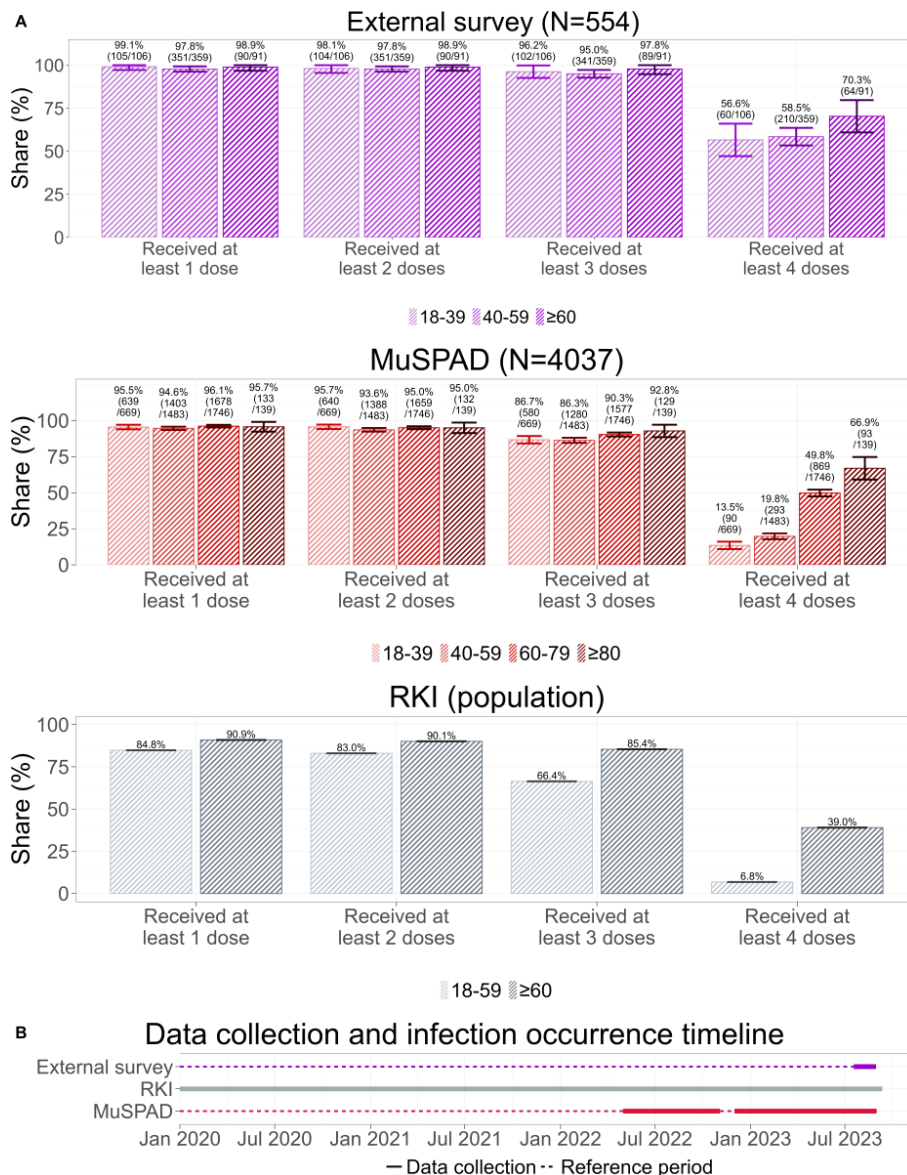 A
External survey (N=554)
99.1% 97.8% 98.9% 98.1% 97.8% 98.9% 96.2% 95.0% 97.8%
(105/106) (351/359) (90/91) (104/106) (351/359) (90/91) (102/106) (341/359) (89/91)
70.3%
(64/91)
56.6% 58.5%
(60/106) (210/359)
Share (%)
100
75
50
25
0
Received at least 1 dose
Received at least 2 doses
Received at least 3 doses
Received at least 4 doses
18-39 40-59 ≥60
MuSPAD (N=4037)
95.5% (639 /669)
94.6% (1403 /1483)
96.1% (1678 /1746)
95.7% (133 /139)
95.7% (640 /669)
93.6% (1388 /1483)
95.0% (1659 /1746)
95.0% (132 /139)
86.7% (580 /669)
86.3% (1280 /1483)
90.3% (1577 /1746)
92.8% (129 /139)
13.5% (90 /669)
19.8% (293 /1483)
49.8% (869 /1746)
66.9% (93 /139)
Share (%)
100
75
50
25
0
Received at least 1 dose
Received at least 2 doses
Received at least 3 doses
Received at least 4 doses
18-39 40-59 60-79 ≥80
RKI (population)
84.8% 90.9% 83.0% 90.1% 66.4% 85.4% 6.8% 39.0%
Share (%)
100
75
50
25
0
Received at least 1 dose
Received at least 2 doses
Received at least 3 doses
Received at least 4 doses
18-59 ≥60
B
Data collection and infection occurrence timeline
External survey
RKI
MuSPAD
Jan 2020 Jul 2020 Jan 2021 Jul 2021 Jan 2022 Jul 2022 Jan 2023 Jul 2023
Data collection Reference period